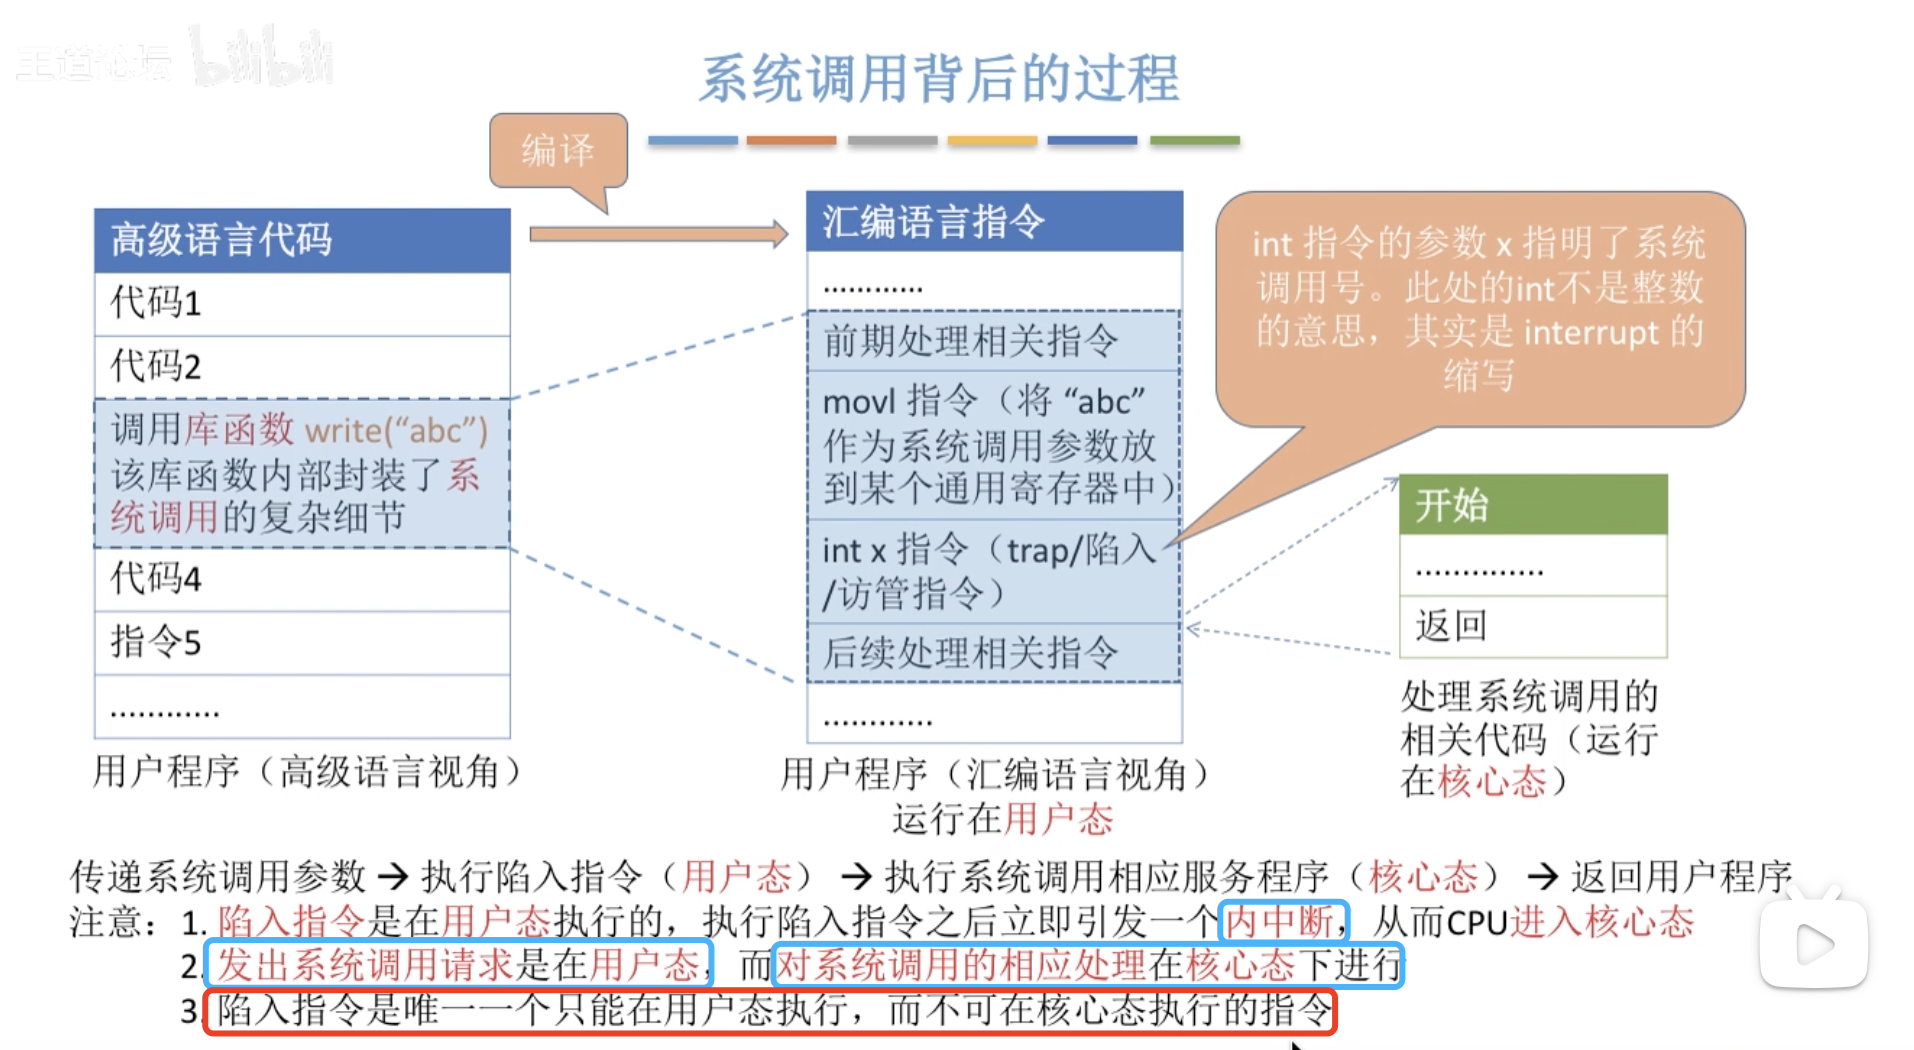 王道论坛 bilibili
系统调用背后的过程
编译
高级语言代码
代码1
代码2
调用库函数 write(“abc”)
该库函数内部封装了系
统调用的复杂细节
代码4
指令5
............
用户程序（高级语言视角）
汇编语言指令
............
前期处理相关指令
movl 指令（将 “abc”
作为系统调用参数放
到某个通用寄存器中）
int x 指令（trap/陷入
/访管指令）
后续处理相关指令
............
用户程序（汇编语言视角）
运行在用户态
int 指令的参数 x 指明了系统
调用号。此处的int不是整数
的意思，其实是 interrupt 的
缩写
开始
..............
返回
处理系统调用的
相关代码（运行
在核心态）
传递系统调用参数 → 执行陷入指令（用户态） → 执行系统调用相应服务程序（核心态） → 返回用户程序
注意：1. 陷入指令是在用户态执行的，执行陷入指令之后立即引发一个内中断，从而CPU进入核心态
2. 发出系统调用请求是在用户态，而对系统调用的相应处理在核心态下进行
3. 陷入指令是唯一一个只能在用户态执行，而不可在核心态执行的指令